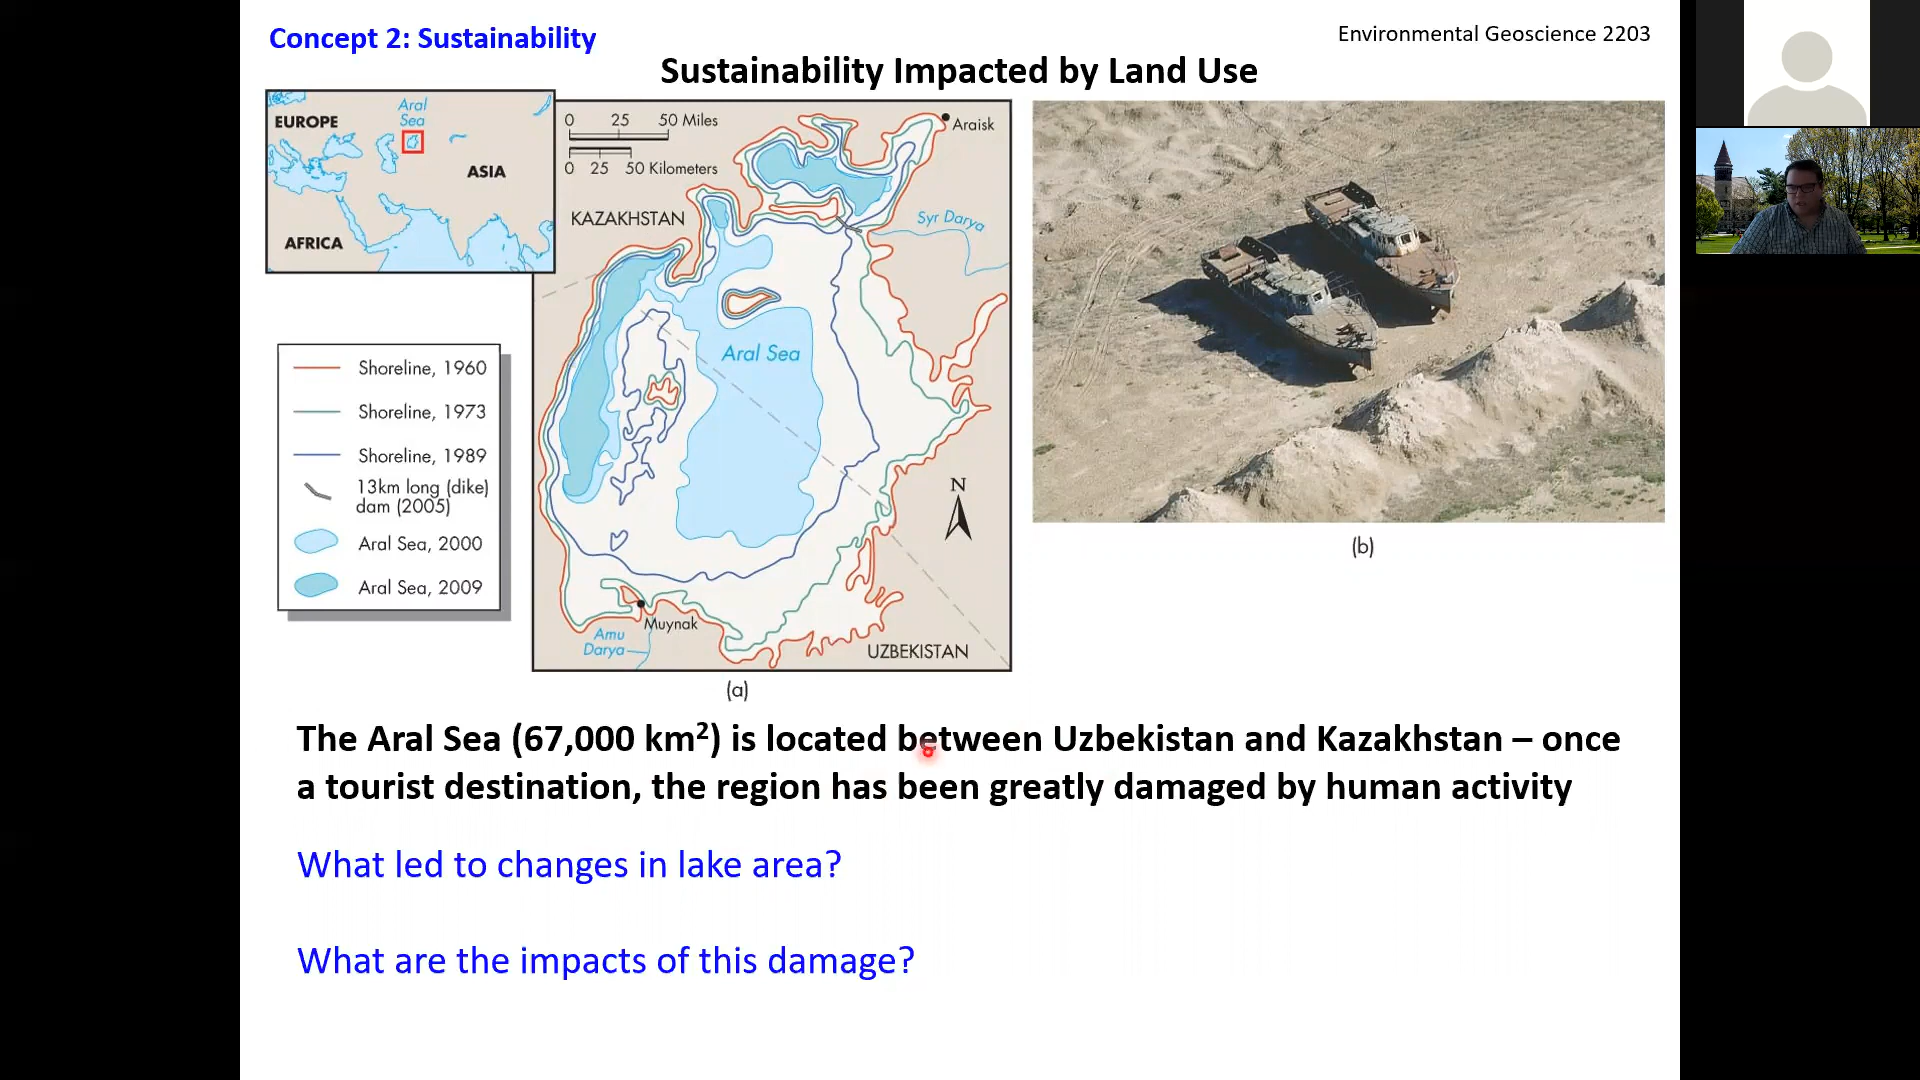 Concept 2: Sustainability
Environmental Geoscience 2203
Sustainability Impacted by Land Use
EUROPE
Aral
Sea
ASIA
AFRICA
0 25 50 Miles
0 25 50 Kilometers
Araisk
KAZAKHSTAN
Syr Darya
Aral Sea
N
Muynak
Amu
Darya
UZBEKISTAN
Shoreline, 1960
Shoreline, 1973
Shoreline, 1989
13km long (dike)
dam (2005)
Aral Sea, 2000
Aral Sea, 2009
(a)
(b)
The Aral Sea (67,000 km²) is located between Uzbekistan and Kazakhstan – once
a tourist destination, the region has been greatly damaged by human activity
What led to changes in lake area?
What are the impacts of this damage?